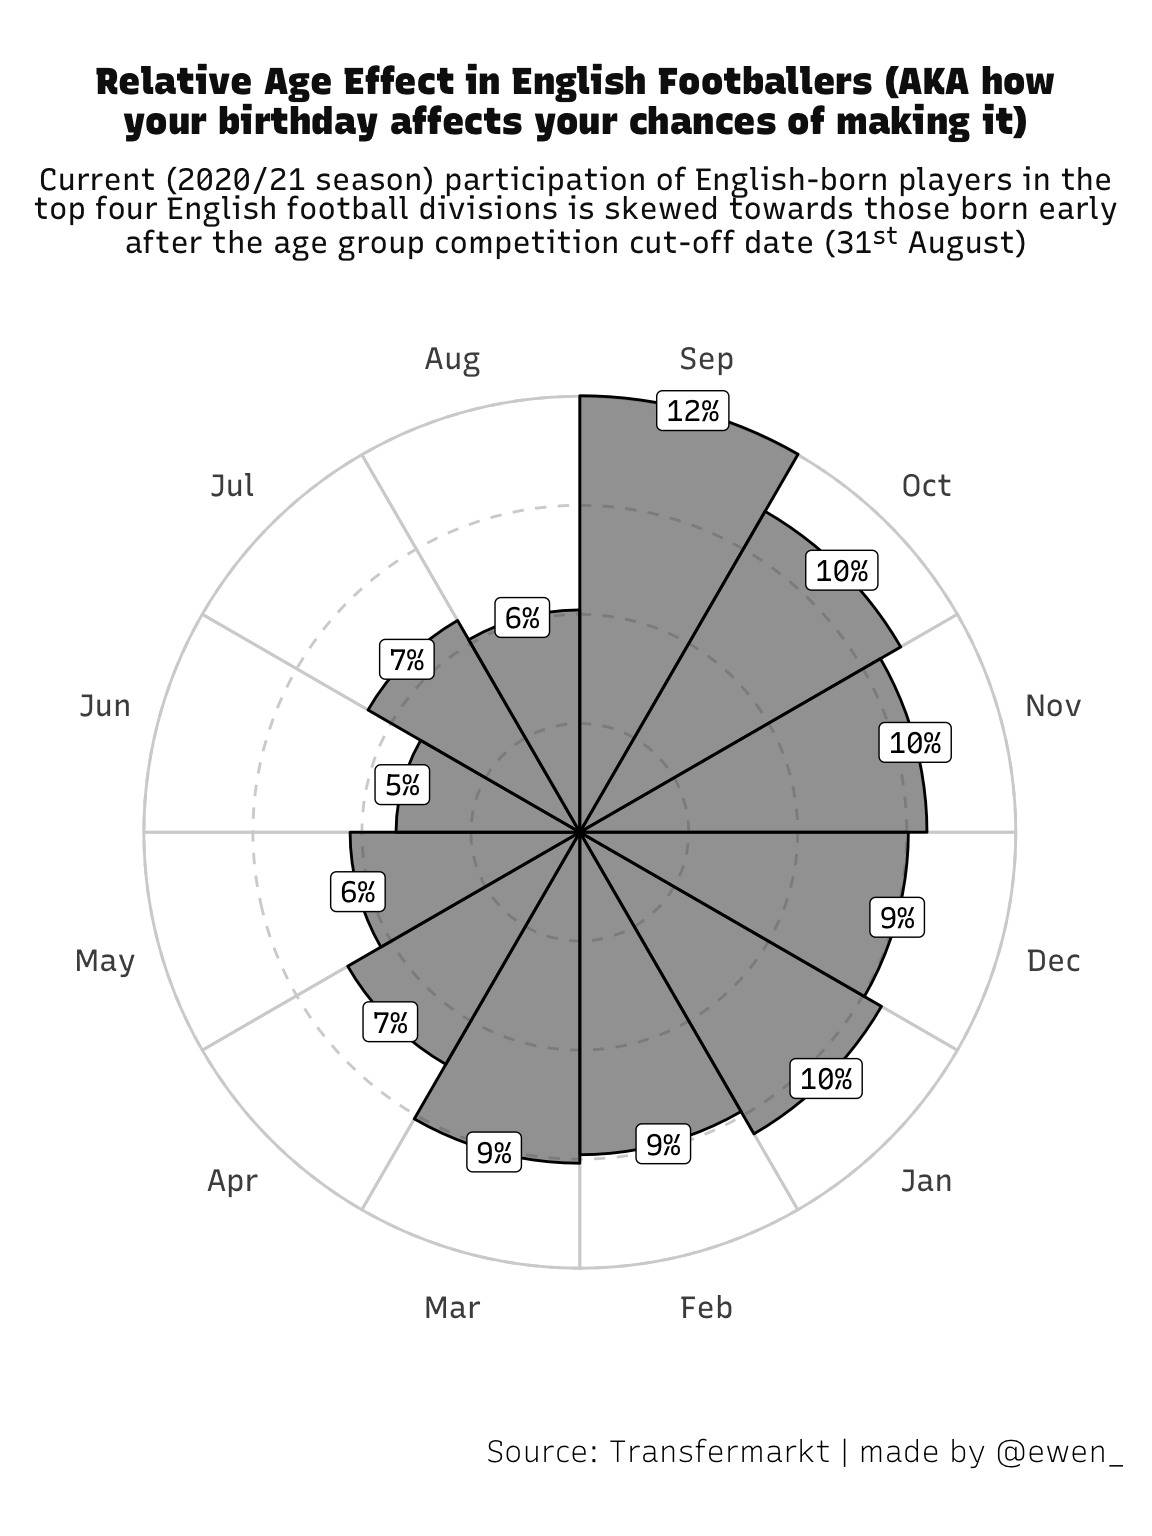 Relative Age Effect in English Footballers (AKA how
your birthday affects your chances of making it)
Current (2020/21 season) participation of English-born players in the
top four English football divisions is skewed towards those born early
after the age group competition cut-off date (31st August)
Aug
Sep
12%
Jul
Oct
10%
6%
7%
Jun
Nov
10%
5%
6%
9%
May
Dec
7%
10%
9%
9%
Apr
Jan
Mar
Feb
Source: Transfermarkt | made by @ewen_